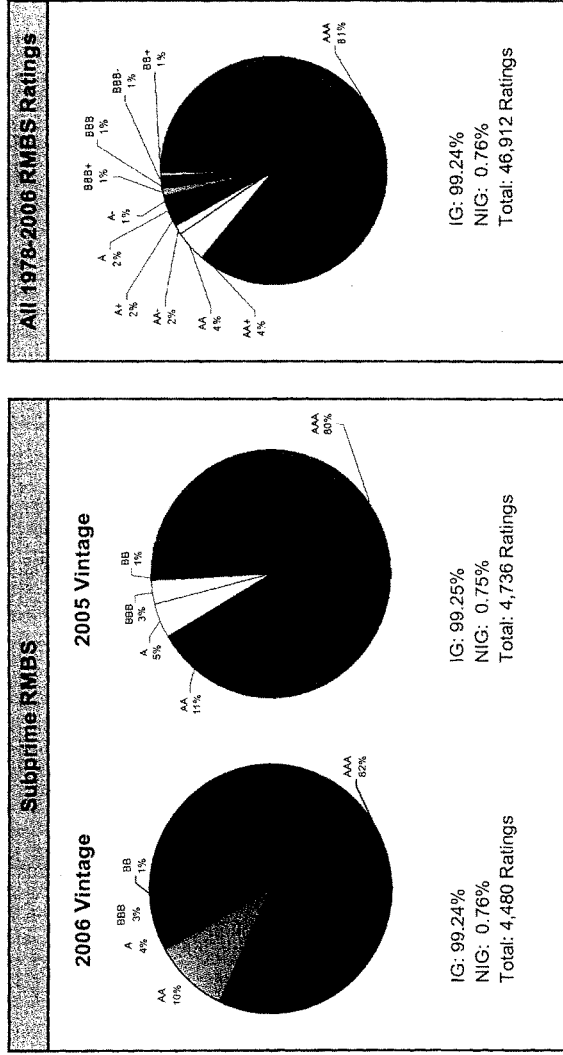 Subprime RMBS
2006 Vintage
AA
10%
A
4%
BBB
3%
BB
1%
AAA
82%
IG: 99.24%
NIG: 0.76%
Total: 4,480 Ratings
2005 Vintage
AA
11%
A
5%
BBB
3%
BB
1%
AAA
80%
IG: 99.25%
NIG: 0.75%
Total: 4,736 Ratings
All 1978-2006 RMBS Ratings
AA+
4%
AA
4%
AA-
2%
A+
2%
A
2%
A-
1%
BBB+
1%
BBB
1%
BBB-
1%
BB+
1%
AAA
81%
IG: 99.24%
NIG: 0.76%
Total: 46,912 Ratings